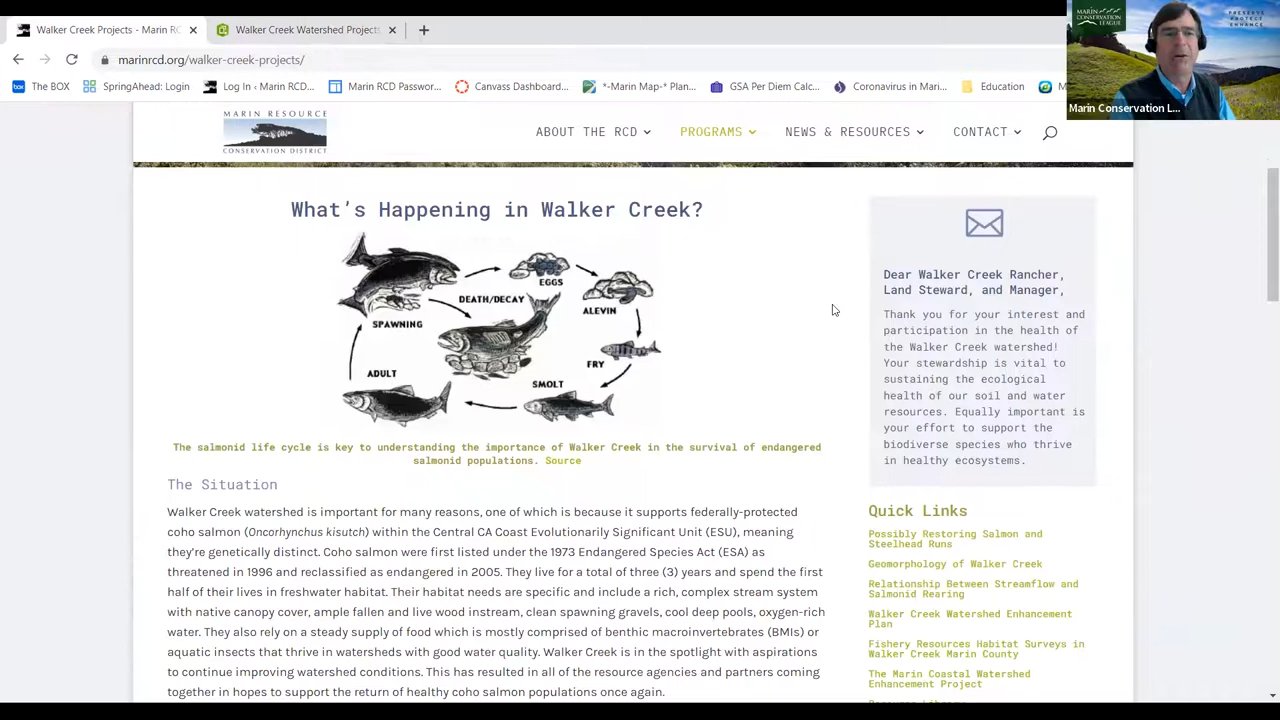 Walker Creek Projects - Marin RC
Walker Creek Watershed Projects
marinrcd.org/walker-creek-projects/
The BOX
SpringAhead: Login
Log In ‹ Marin RCD...
Marin RCD Passwor...
Canvass Dashboard...
*-Marin Map-* Plan...
GSA Per Diem Calc...
Coronavirus in Mari...
Education
MARIN CONSERVATION LEAGUE
PRESERVE
PROTECT
ENHANCE
Marin Conservation L...
MARIN RESOURCE
CONSERVATION DISTRICT
ABOUT THE RCD
PROGRAMS
NEWS & RESOURCES
CONTACT
What's Happening in Walker Creek?
EGGS
DEATH/DECAY
ALEVIN
SPAWNING
FRY
ADULT
SMOLT
The salmonid life cycle is key to understanding the importance of Walker Creek in the survival of endangered
salmonid populations. Source
The Situation
Walker Creek watershed is important for many reasons, one of which is because it supports federally-protected
coho salmon (Oncorhynchus kisutch) within the Central CA Coast Evolutionarily Significant Unit (ESU), meaning
they're genetically distinct. Coho salmon were first listed under the 1973 Endangered Species Act (ESA) as
threatened in 1996 and reclassified as endangered in 2005. They live for a total of three (3) years and spend the first
half of their lives in freshwater habitat. Their habitat needs are specific and include a rich, complex stream system
with native canopy cover, ample fallen and live wood instream, clean spawning gravels, cool deep pools, oxygen-rich
water. They also rely on a steady supply of food which is mostly comprised of benthic macroinvertebrates (BMIs) or
aquatic insects that thrive in watersheds with good water quality. Walker Creek is in the spotlight with aspirations
to continue improving watershed conditions. This has resulted in all of the resource agencies and partners coming
together in hopes to support the return of healthy coho salmon populations once again.
Dear Walker Creek Rancher,
Land Steward, and Manager,
Thank you for your interest and
participation in the health of
the Walker Creek watershed!
Your stewardship is vital to
sustaining the ecological
health of our soil and water
resources. Equally important is
your effort to support the
biodiverse species who thrive
in healthy ecosystems.
Quick Links
Possibly Restoring Salmon and
Steelhead Runs
Geomorphology of Walker Creek
Relationship Between Streamflow and
Salmonid Rearing
Walker Creek Watershed Enhancement
Plan
Fishery Resources Habitat Surveys in
Walker Creek Marin County
The Marin Coastal Watershed
Enhancement Project